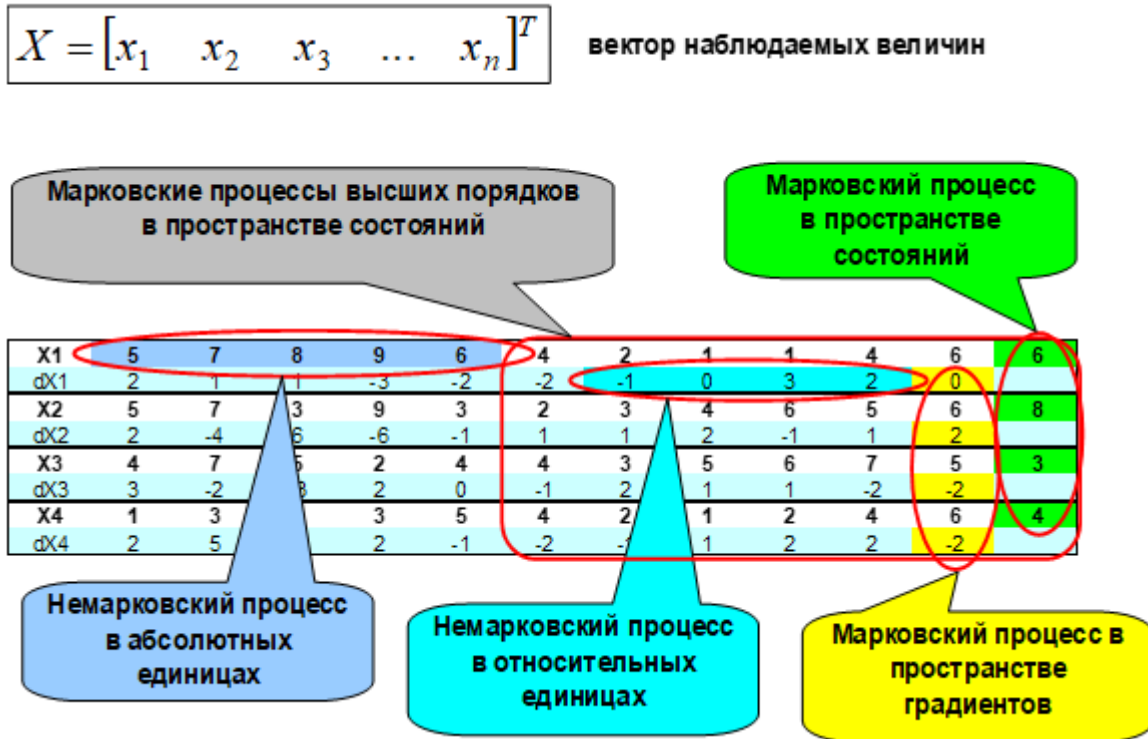 X = [x₁ x₂ x₃ ... xₙ]ᵀ вектор наблюдаемых величин
Марковские процессы высших порядков
в пространстве состояний
Марковский процесс
в пространстве
состояний
X1 5 7 8 9 6 4 2 1 1 4 6 6
dX1 2 1 1 -3 -2 -2 -1 0 3 2 0
X2 5 7 3 9 3 2 3 4 6 5 6 8
dX2 2 -4 6 -6 -1 1 1 2 -1 1 2
X3 4 7 5 2 4 4 3 5 6 7 5 3
dX3 3 -2 2 0 -1 2 1 1 -2 -2
X4 1 3 3 5 4 2 1 2 4 6 4
dX4 2 5 2 -1 -2 -1 1 2 2 -2
Немарковский процесс
в абсолютных
единицах
Немарковский процесс
в относительных
единицах
Марковский процесс в
пространстве
градиентов